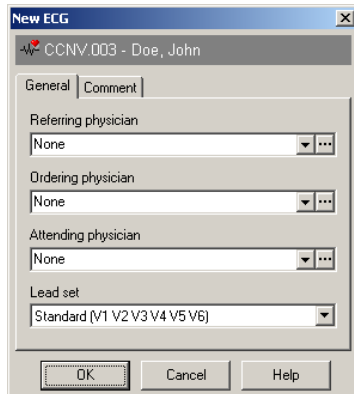 New ECG
CCNV.003 - Doe, John
General Comment
Referring physician
None
Ordering physician
None
Attending physician
None
Lead set
Standard (V1 V2 V3 V4 V5 V6)
OK Cancel Help